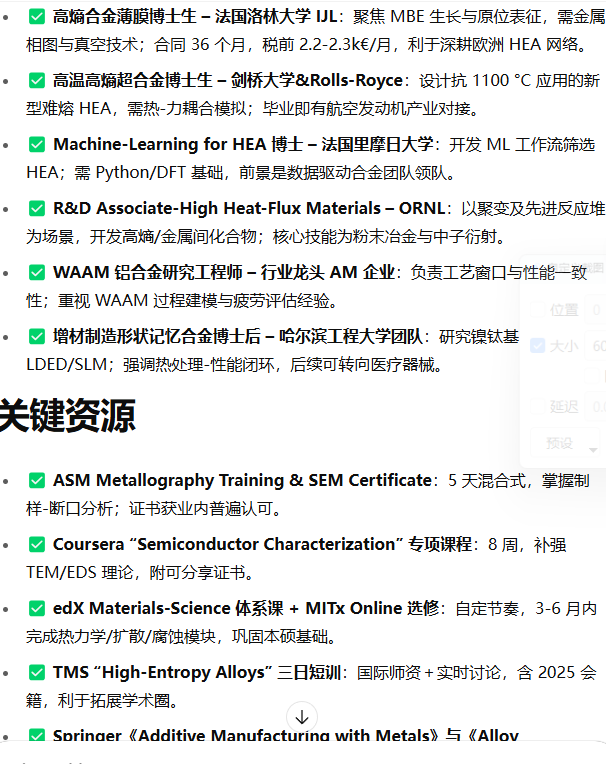 ✅ 高熵合金薄膜博士生 – 法国洛林大学 IJL：聚焦 MBE 生长与原位表征，需金属
相图与真空技术；合同 36 个月，税前 2.2-2.3k€/月，利于深耕欧洲 HEA 网络。
✅ 高温高熵超合金博士生 – 剑桥大学&Rolls-Royce：设计抗 1100 °C 应用的新
型难熔 HEA，需热-力耦合模拟；毕业即有航空发动机产业对接。
✅ Machine-Learning for HEA 博士 – 法国里摩日大学：开发 ML 工作流筛选
HEA；需 Python/DFT 基础，前景是数据驱动合金团队领队。
✅ R&D Associate-High Heat-Flux Materials – ORNL：以聚变及先进反应堆
为场景，开发高熵/金属间化合物；核心技能为粉末冶金与中子衍射。
✅ WAAM 铝合金研究工程师 – 行业龙头 AM 企业：负责工艺窗口与性能一致
性；重视 WAAM 过程建模与疲劳评估经验。
✅ 增材制造形状记忆合金博士后 – 哈尔滨工程大学团队：研究镍钛基
LDED/SLM；强调热处理-性能闭环，后续可转向医疗器械。
位置 0
大小 60
延迟 0.
预设
关键资源
✅ ASM Metallography Training & SEM Certificate：5 天混合式，掌握制
样-断口分析；证书获业内普遍认可。
✅ Coursera “Semiconductor Characterization” 专项课程：8 周，补强
TEM/EDS 理论，附可分享证书。
✅ edX Materials-Science 体系课 + MITx Online 选修：自定节奏，3-6 月内
完成热力学/扩散/腐蚀模块，巩固本硕基础。
✅ TMS “High-Entropy Alloys” 三日短训：国际师资＋实时讨论，含 2025 会
籍，利于拓展学术圈。
✅ Springer《Additive Manufacturing with Metals》与《Alloy